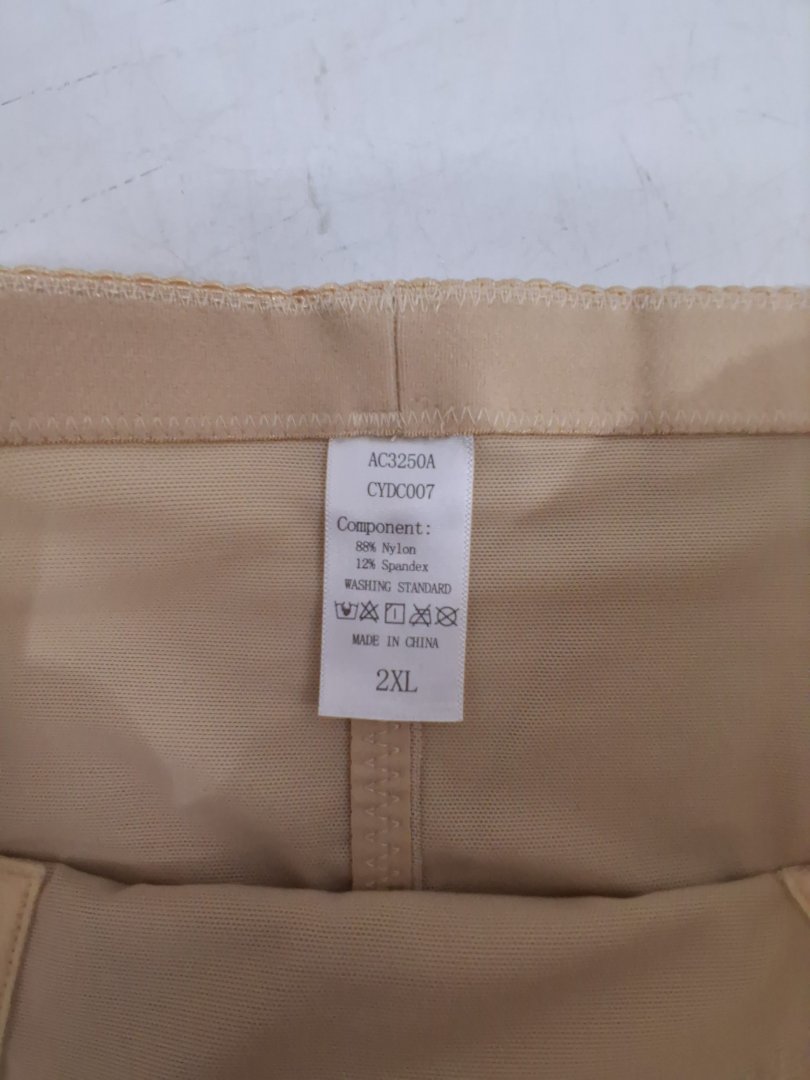 AC3250A
CYDC007
Component:
88% Nylon
12% Spandex
WASHING STANDARD
MADE IN CHINA
2XL